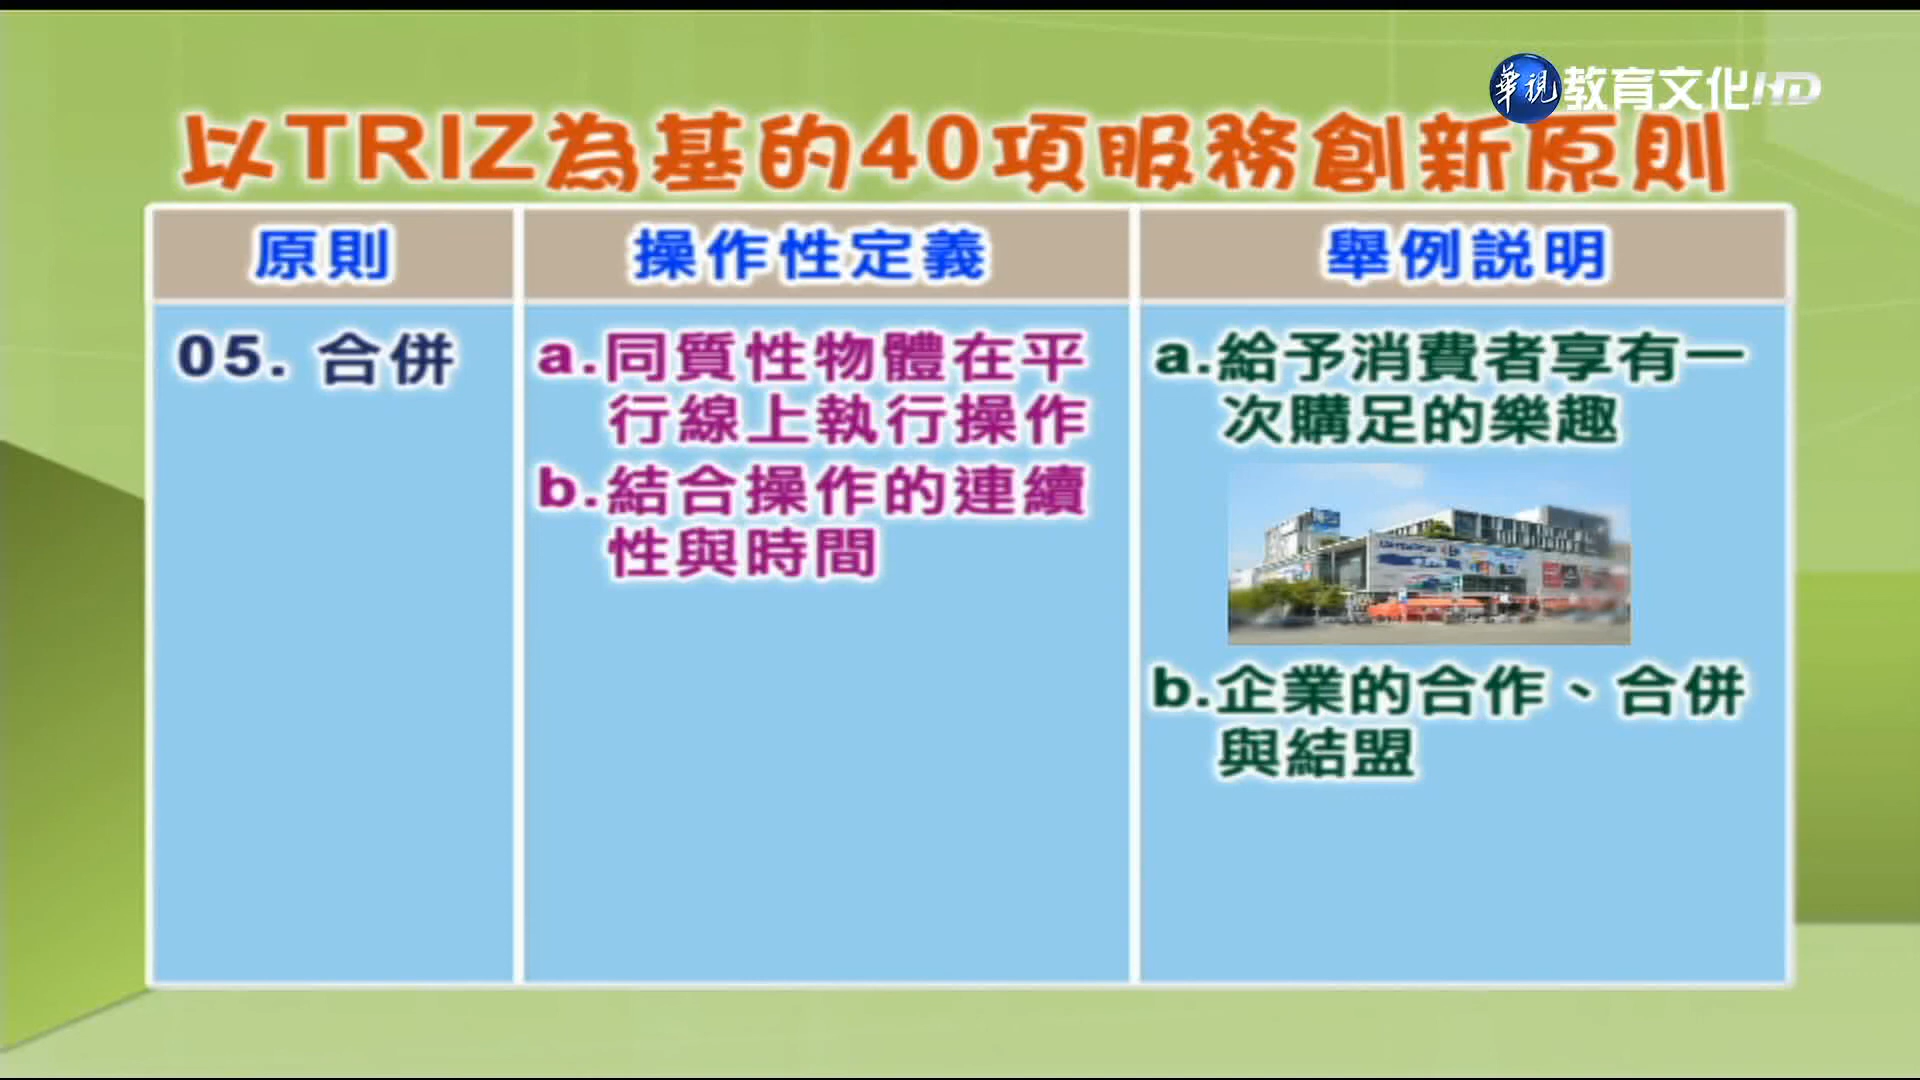 華視 教育文化HD
以TRIZ為基的40項服務創新原則
原則
操作性定義
舉例説明
05. 合併
a.同質性物體在平
行線上執行操作
b.結合操作的連續
性與時間
a.給予消費者享有一
次購足的樂趣
b.企業的合作、合併
與結盟